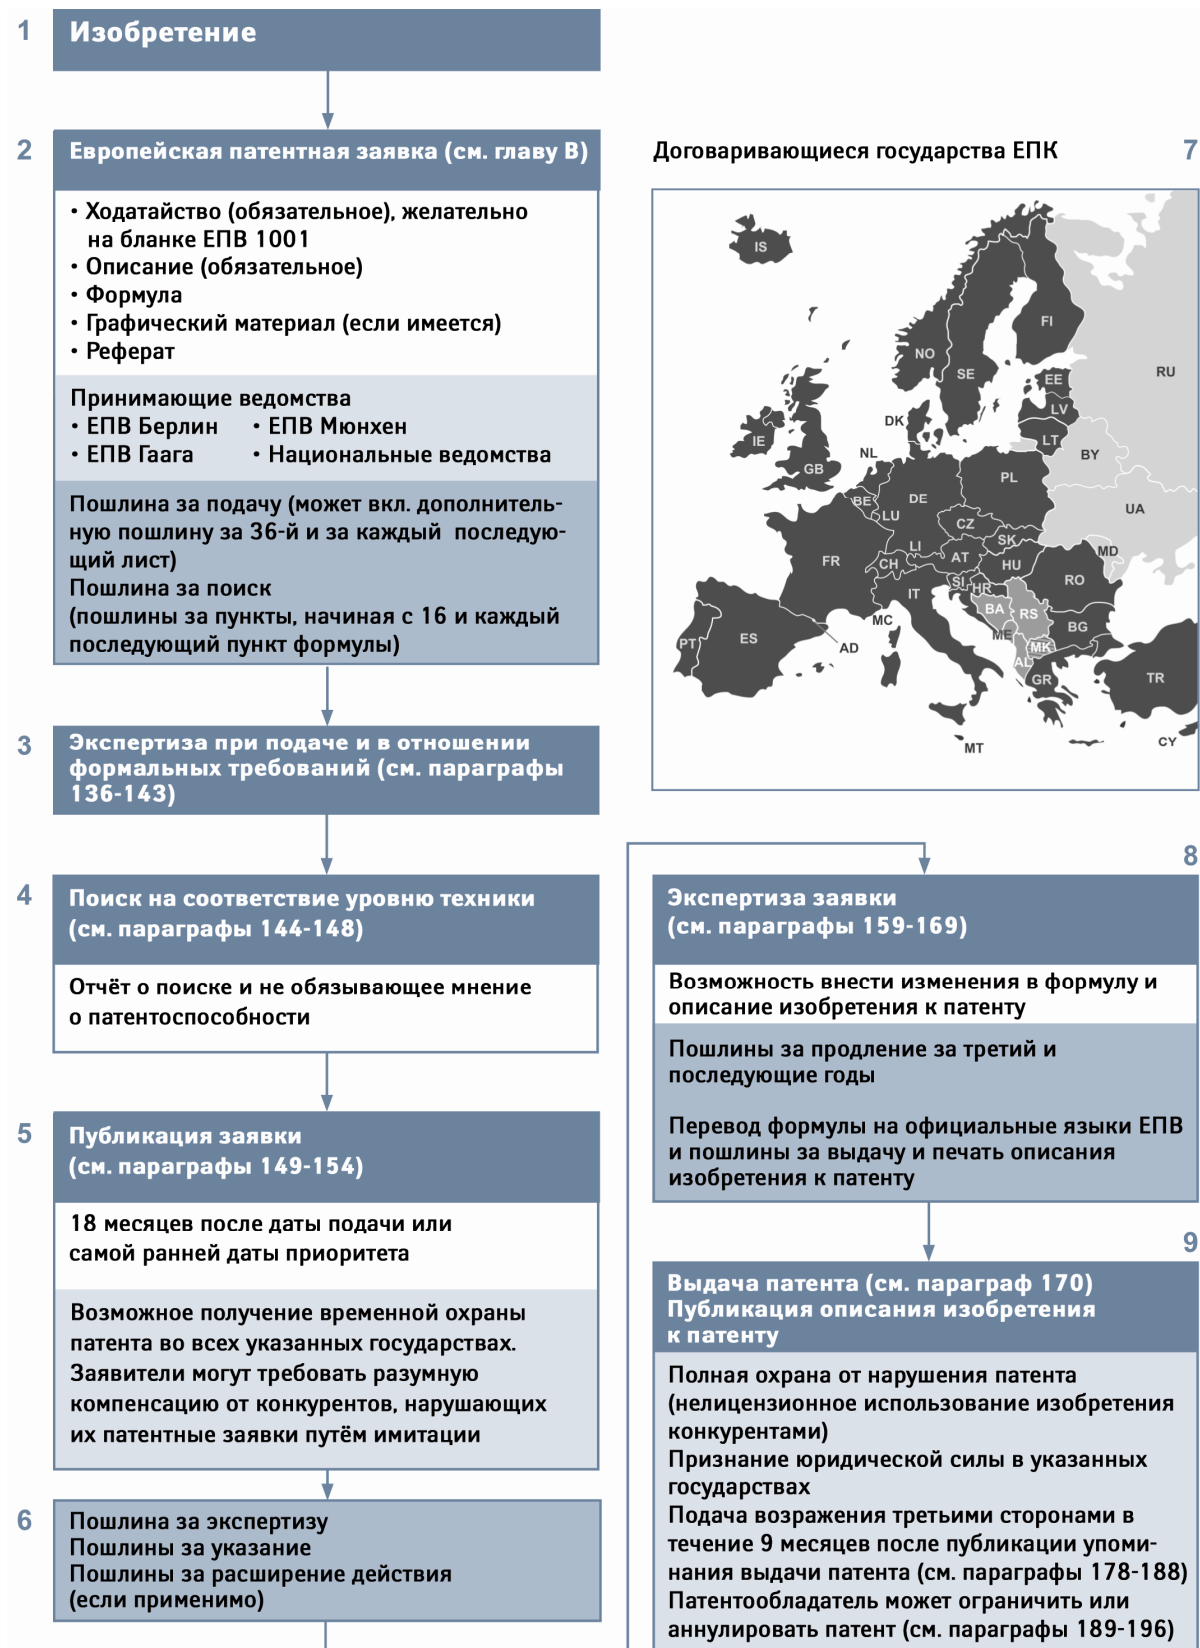 1
Изобретение
2
Европейская патентная заявка (см. главу B)
• Ходатайство (обязательное), желательно
на бланке ЕПВ 1001
• Описание (обязательное)
• Формула
• Графический материал (если имеется)
• Реферат
Принимающие ведомства
• ЕПВ Берлин • ЕПВ Мюнхен
• ЕПВ Гаага • Национальные ведомства
Пошлина за подачу (может вкл. дополнитель-
ную пошлину за 36-й и за каждый последую-
щий лист)
Пошлина за поиск
(пошлины за пункты, начиная с 16 и каждый
последующий пункт формулы)
3
Экспертиза при подаче и в отношении
формальных требований (см. параграфы
136-143)
4
Поиск на соответствие уровню техники
(см. параграфы 144-148)
Отчёт о поиске и не обязывающее мнение
о патентоспособности
5
Публикация заявки
(см. параграфы 149-154)
18 месяцев после даты подачи или
самой ранней даты приоритета
Возможное получение временной охраны
патента во всех указанных государствах.
Заявители могут требовать разумную
компенсацию от конкурентов, нарушающих
их патентные заявки путём имитации
6
Пошлина за экспертизу
Пошлины за указание
Пошлины за расширение действия
(если применимо)
Договаривающиеся государства ЕПК
7
IS
FI
NO
RU
SE
EE
LV
DK
LT
IE
NL
BY
GB
PL
BE
DE
UA
LU
CZ
SK
LI
MD
AT
FR
CH
HU
RO
SI
HR
IT
BA
RS
MC
BG
ME
ES
PT
AD
MK
AL
GR
TR
MT
CY
8
Экспертиза заявки
(см. параграфы 159-169)
Возможность внести изменения в формулу и
описание изобретения к патенту
Пошлины за продление за третий и
последующие годы
Перевод формулы на официальные языки ЕПВ
и пошлины за выдачу и печать описания
изобретения к патенту
9
Выдача патента (см. параграф 170)
Публикация описания изобретения
к патенту
Полная охрана от нарушения патента
(нелицензионное использование изобретения
конкурентами)
Признание юридической силы в указанных
государствах
Подача возражения третьими сторонами в
течение 9 месяцев после публикации упоми-
нания выдачи патента (см. параграфы 178-188)
Патентообладатель может ограничить или
аннулировать патент (см. параграфы 189-196)